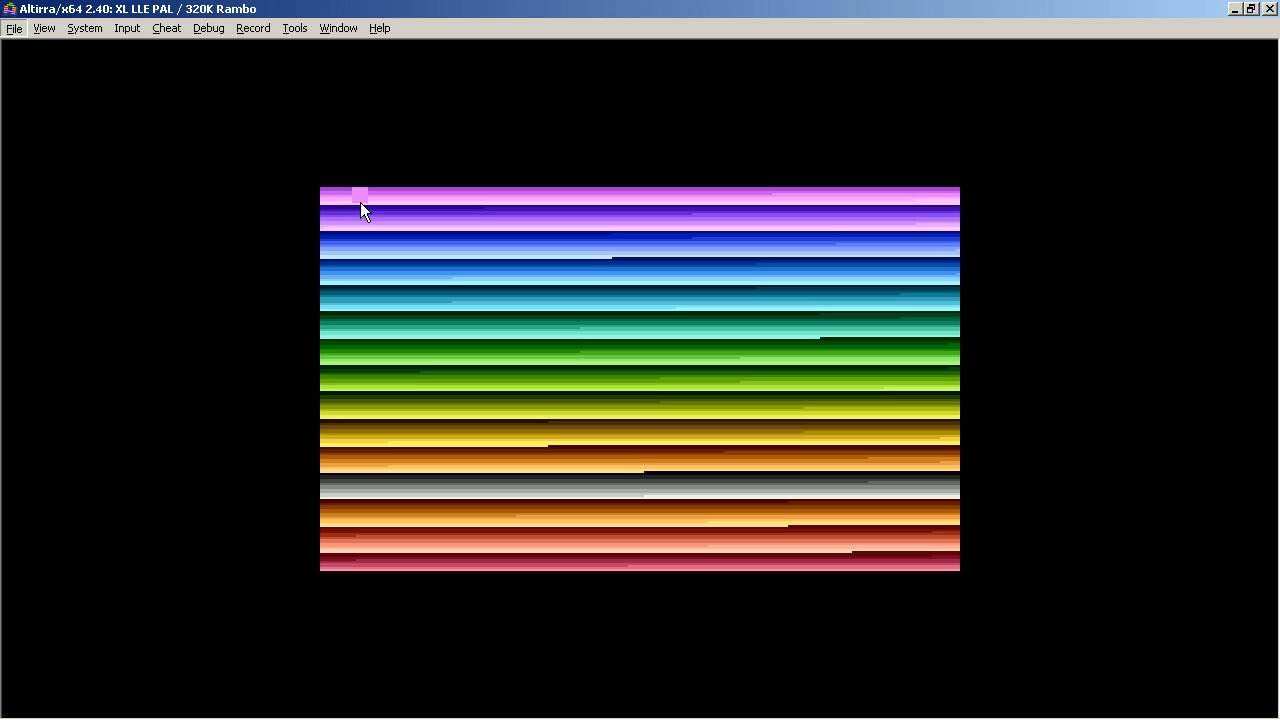 Altirra/x64 2.40: XL LLE PAL / 320K Rambo
File View System Input Cheat Debug Record Tools Window Help